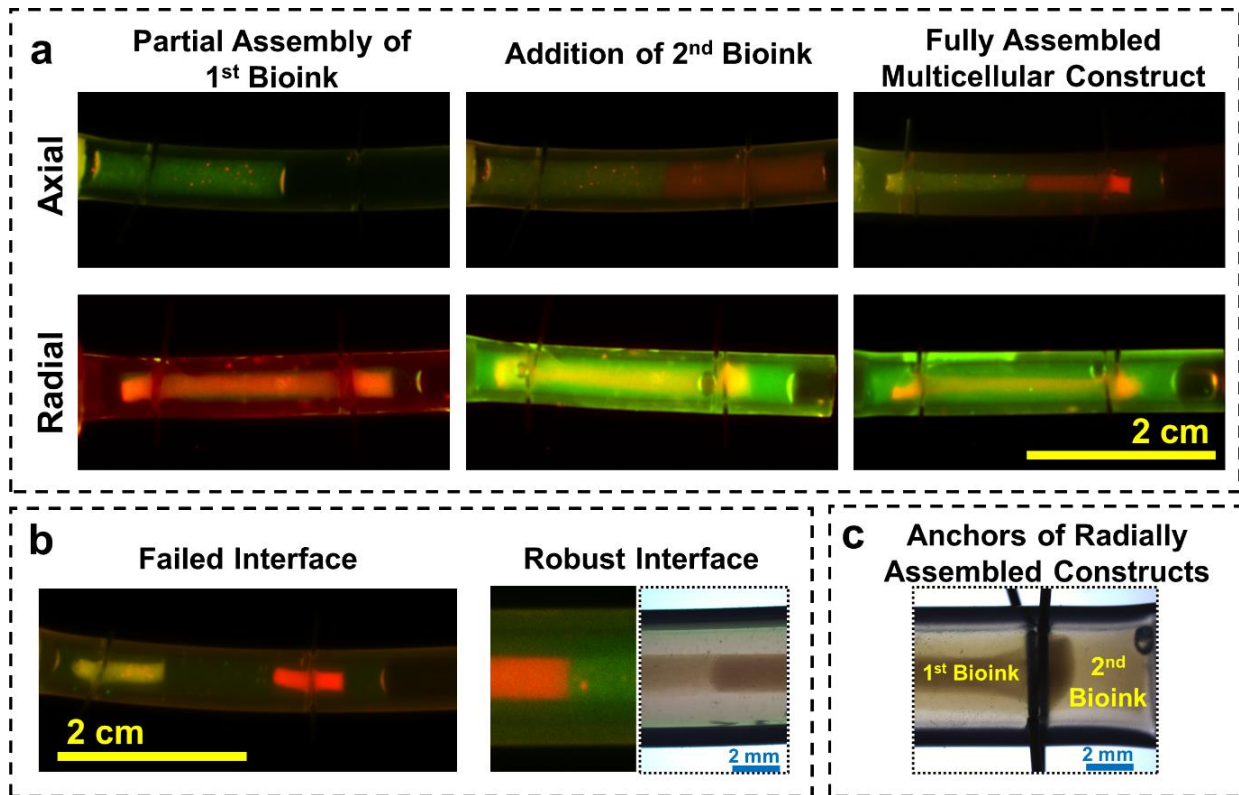 a
Partial Assembly of
1st Bioink
Addition of 2nd Bioink
Fully Assembled
Multicellular Construct
Axial
Radial
2 cm
b
Failed Interface
Robust Interface
2 cm
2 mm
c
Anchors of Radially
Assembled Constructs
1st Bioink
2nd
Bioink
2 mm